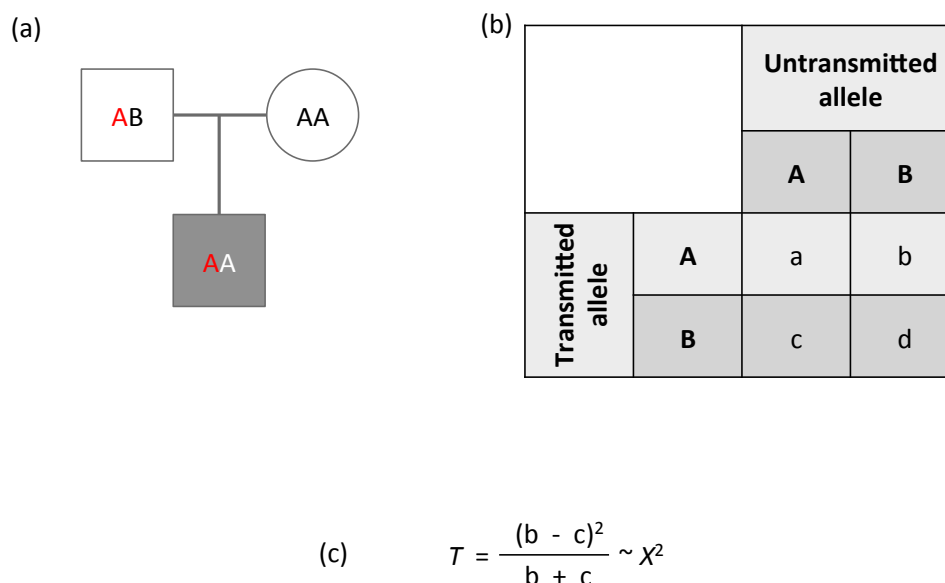 (a)
AB
AA
AA
(b)
Untransmitted
allele
A
B
Transmitted
allele
A
a
b
B
c
d
(c)
T = (b - c)² / b + c ~ X²